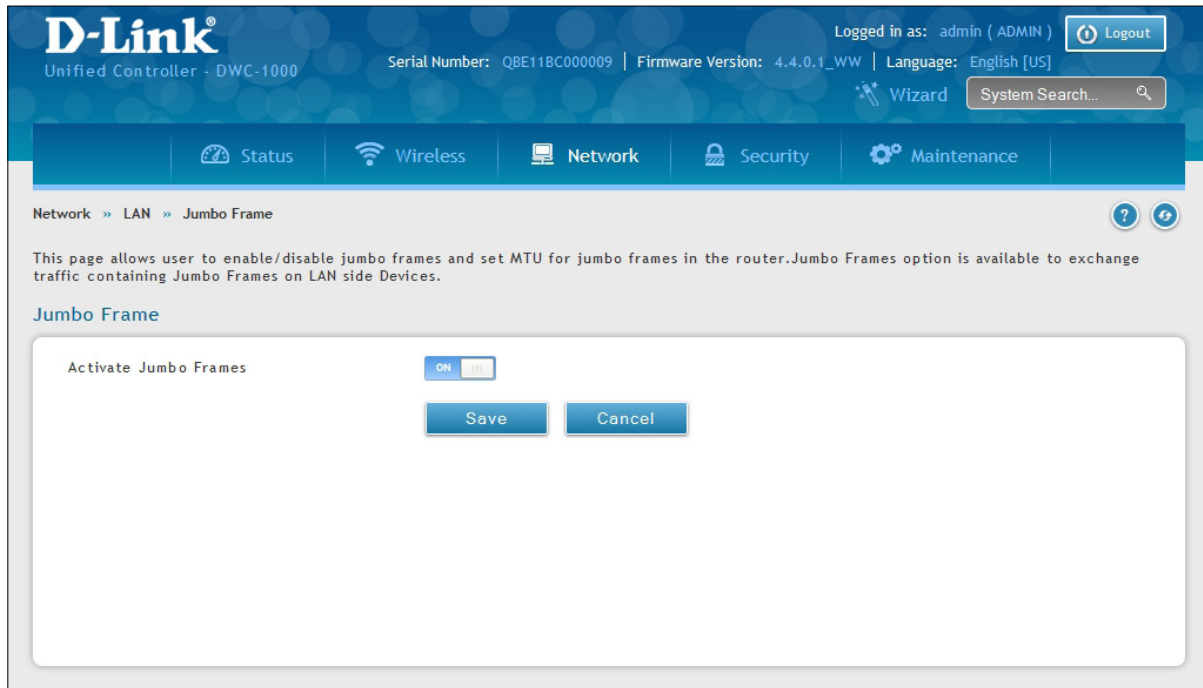 D-Link®
Unified Controller - DWC-1000
Logged in as: admin ( ADMIN )
Logout
Serial Number: QBE11BC000009 | Firmware Version: 4.4.0.1_WW | Language: English [US]
Wizard
System Search...
Status
Wireless
Network
Security
Maintenance
Network » LAN » Jumbo Frame
?
This page allows user to enable/disable jumbo frames and set MTU for jumbo frames in the router.Jumbo Frames option is available to exchange
traffic containing Jumbo Frames on LAN side Devices.
Jumbo Frame
Activate Jumbo Frames
ON
Save
Cancel